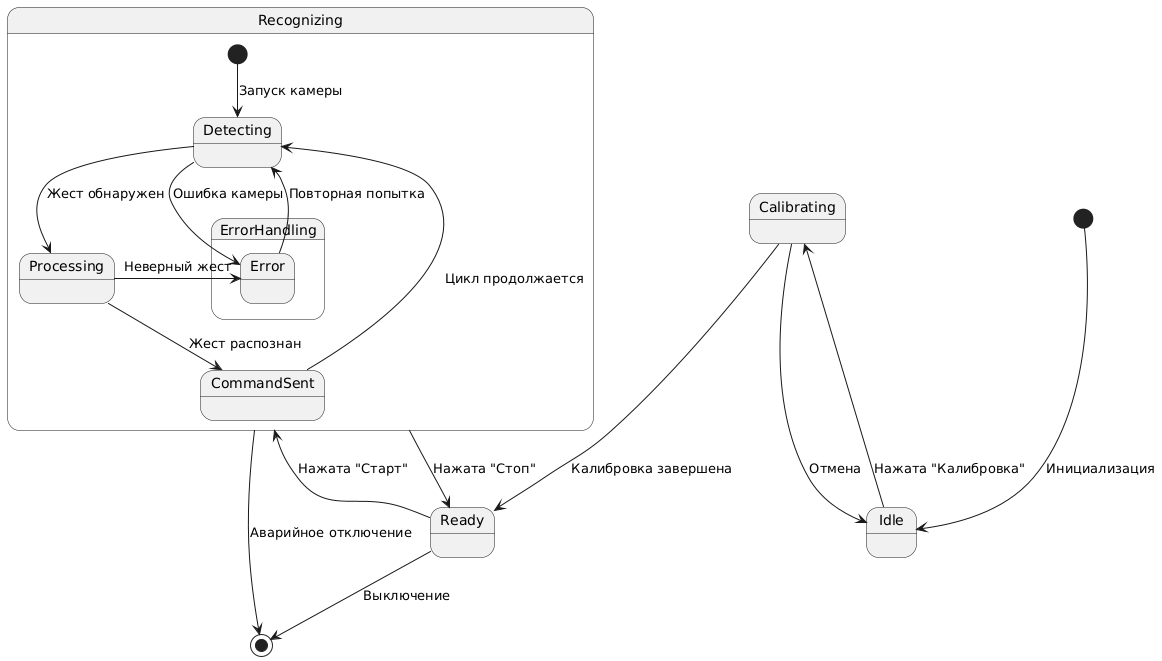 Recognizing
Запуск камеры
Detecting
Жест обнаружен
Ошибка камеры
Повторная попытка
Calibrating
ErrorHandling
Processing
Неверный жест
Error
Цикл продолжается
Жест распознан
CommandSent
Нажата "Старт"
Нажата "Стоп"
Калибровка завершена
Отмена
Нажата "Калибровка"
Инициализация
Ready
Idle
Аварийное отключение
Выключение